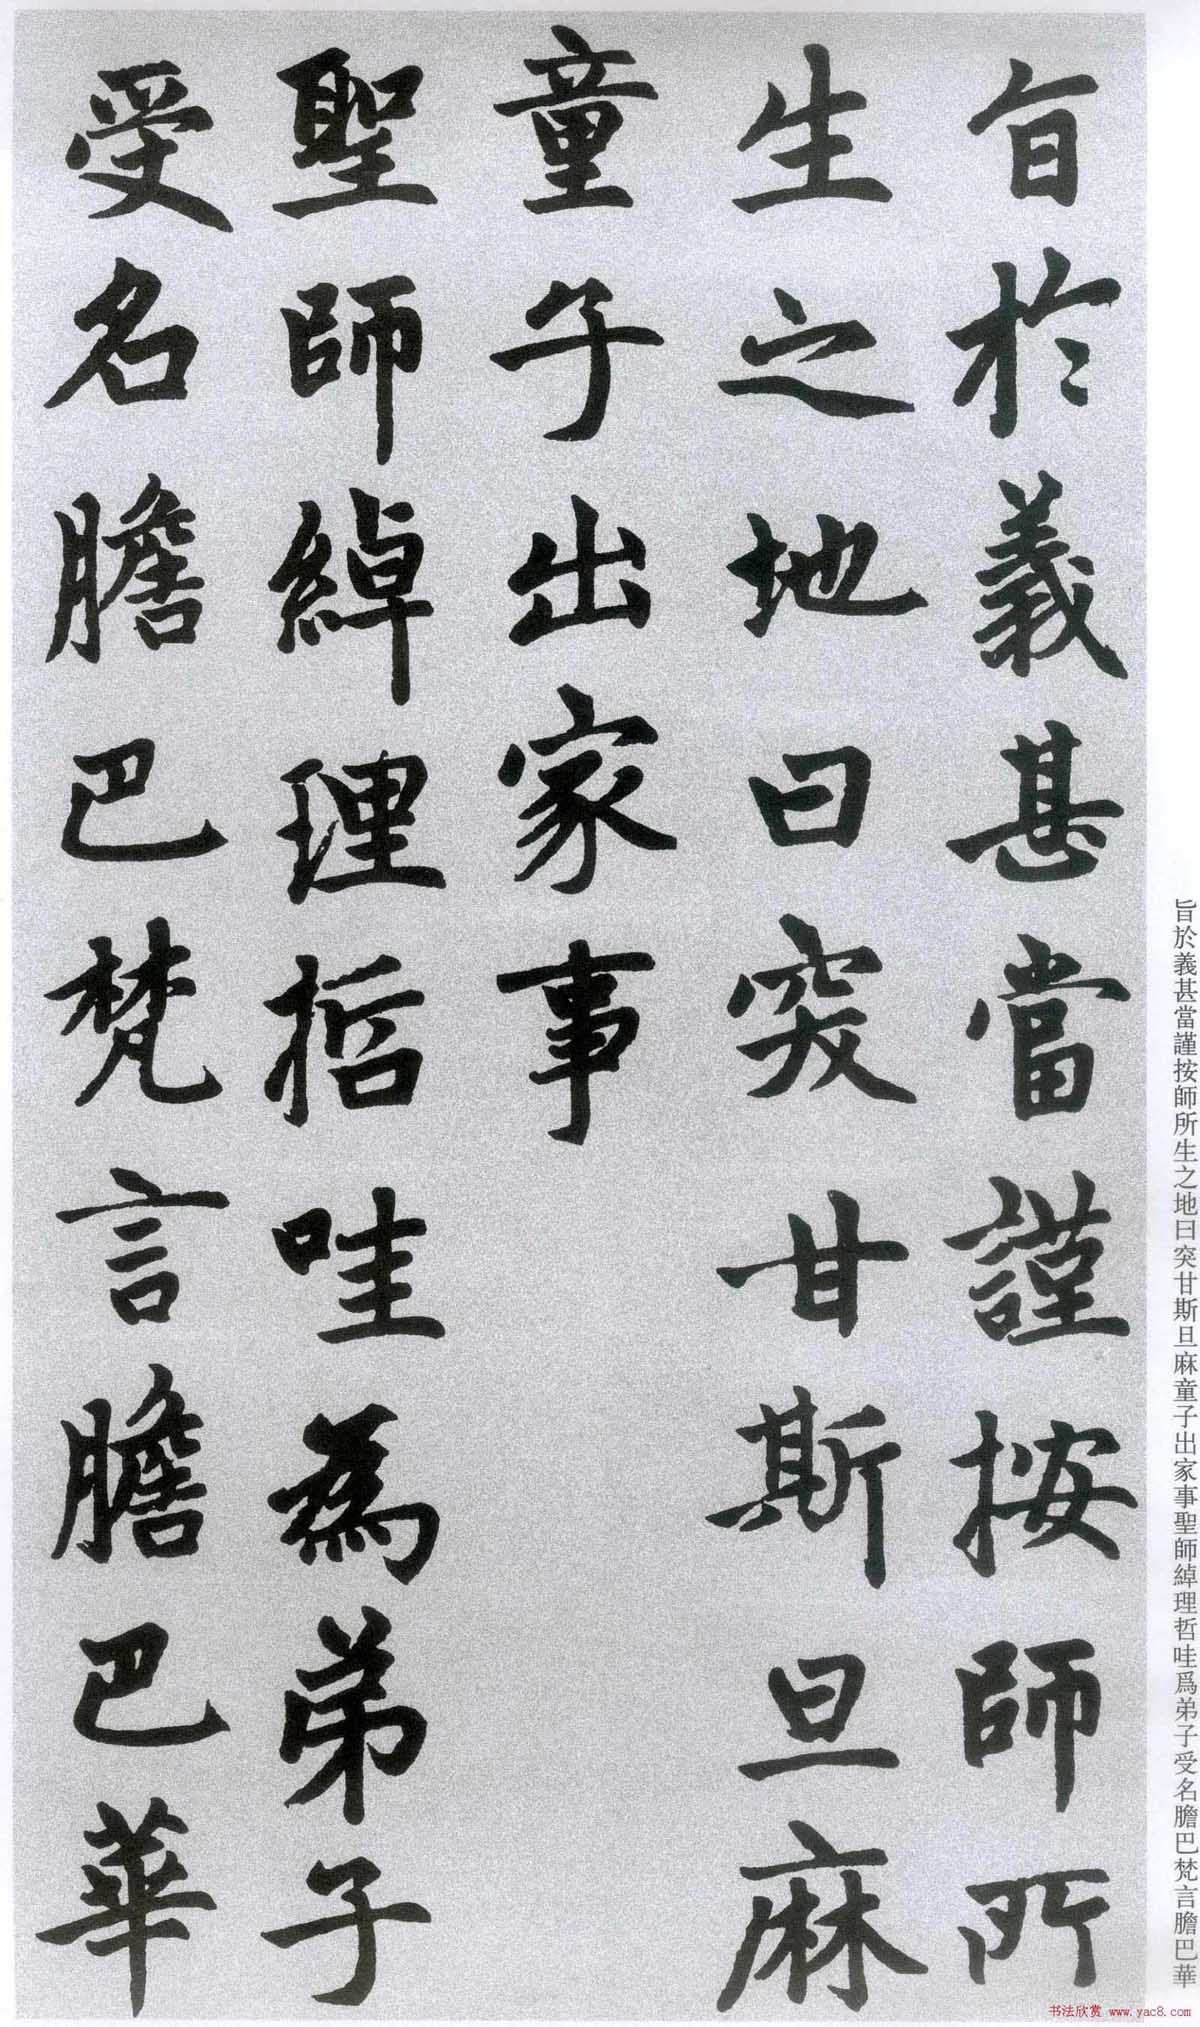 旨於義甚當謹按師所
生之地曰突甘斯旦麻
童子出家事
聖師綽理哲哇為弟子
受名膽巴梵言膽巴華
旨於義甚當謹按師所生之地曰突甘斯旦麻童子出家事聖師綽理哲哇爲弟子受名膽巴梵言膽巴華
书法欣赏 www.yac8.com